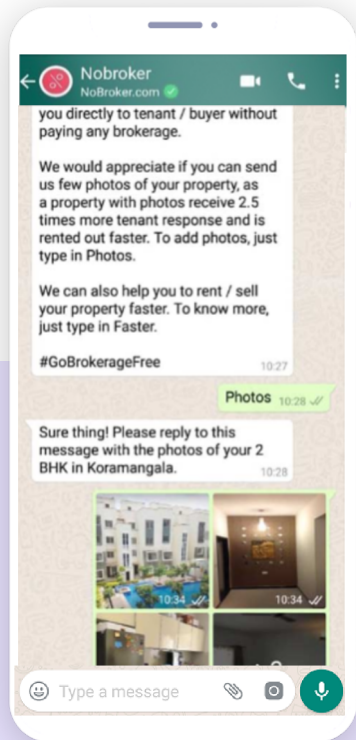 Nobroker
NoBroker.com
you directly to tenant / buyer without
paying any brokerage.
We would appreciate if you can send
us few photos of your property, as
a property with photos receive 2.5
times more tenant response and is
rented out faster. To add photos, just
type in Photos.
We can also help you to rent / sell
your property faster. To know more,
just type in Faster.
#GoBrokerageFree
10:27
Photos 10:28
Sure thing! Please reply to this
message with the photos of your 2
BHK in Koramangala.
10:28
10:34
10:34
Type a message